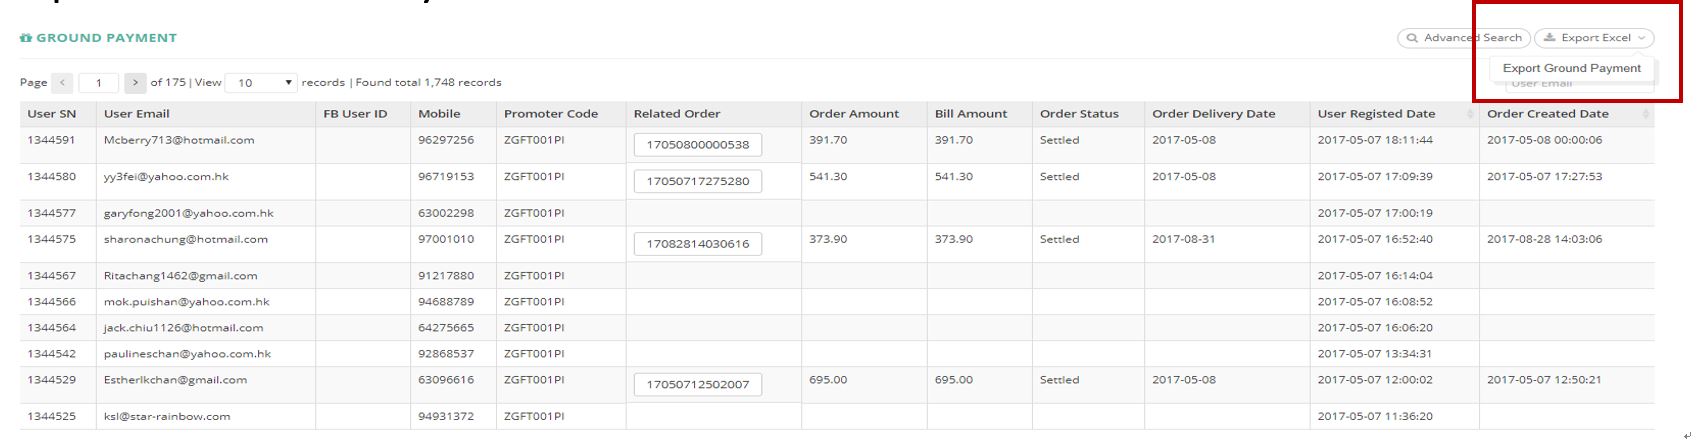 GROUND PAYMENT
Advanced Search Export Excel
Export Ground Payment
Page < 1 > of 175 | View 10 records | Found total 1,748 records
User Email
User SN User Email FB User ID Mobile Promoter Code Related Order Order Amount Bill Amount Order Status Order Delivery Date User Registed Date Order Created Date
1344591 Mcberry713@hotmail.com 96297256 ZGFT001PI 17050800000538 391.70 391.70 Settled 2017-05-08 2017-05-07 18:11:44 2017-05-08 00:00:06
1344580 yy3fei@yahoo.com.hk 96719153 ZGFT001PI 17050717275280 541.30 541.30 Settled 2017-05-08 2017-05-07 17:09:39 2017-05-07 17:27:53
1344577 garyfong2001@yahoo.com.hk 63002298 ZGFT001PI 2017-05-07 17:00:19
1344575 sharonachung@hotmail.com 97001010 ZGFT001PI 17082814030616 373.90 373.90 Settled 2017-08-31 2017-05-07 16:52:40 2017-08-28 14:03:06
1344567 Ritachang1462@gmail.com 91217880 ZGFT001PI 2017-05-07 16:14:04
1344566 mok.puishan@yahoo.com.hk 94688789 ZGFT001PI 2017-05-07 16:08:52
1344564 jack.chiu1126@hotmail.com 64275665 ZGFT001PI 2017-05-07 16:06:20
1344542 paulineschan@yahoo.com.hk 92868537 ZGFT001PI 2017-05-07 13:34:31
1344529 Estherlkchan@gmail.com 63096616 ZGFT001PI 17050712502007 695.00 695.00 Settled 2017-05-08 2017-05-07 12:00:02 2017-05-07 12:50:21
1344525 ksl@star-rainbow.com 94931372 ZGFT001PI 2017-05-07 11:36:20